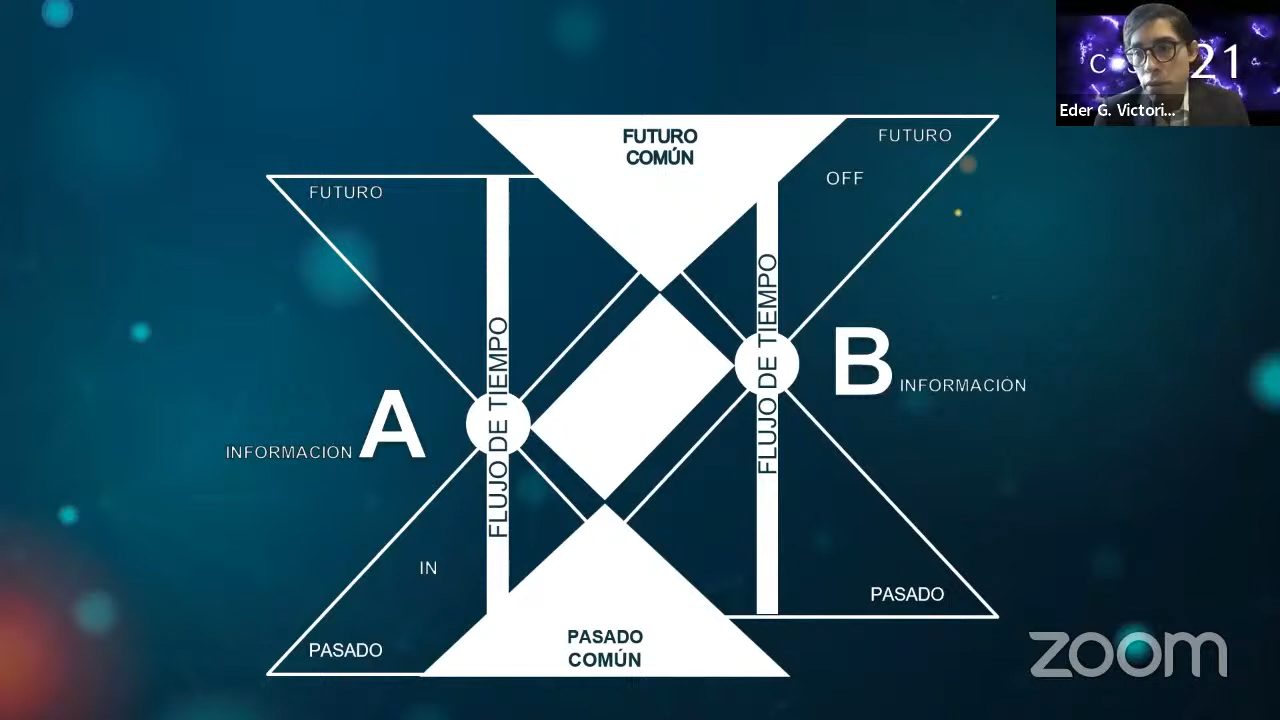 21
Eder G. Victori...
FUTURO
COMÚN
FUTURO
OFF
FUTURO
FLUJO DE TIEMPO
FLUJO DE TIEMPO
B
INFORMACIÓN
A
INFORMACION
IN
PASADO
PASADO
PASADO
COMÚN
zoom